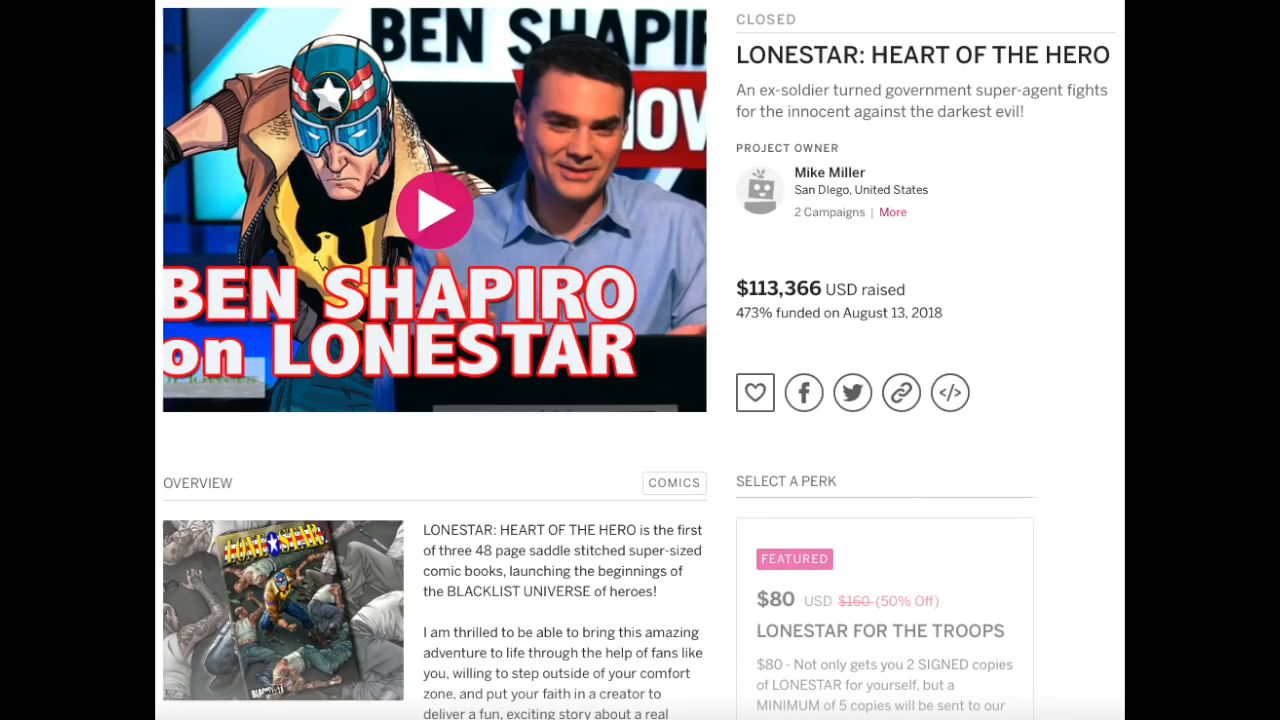 BEN SHAPIR
OW
BEN SHAPIRO
on LONESTAR
CLOSED
LONESTAR: HEART OF THE HERO
An ex-soldier turned government super-agent fights
for the innocent against the darkest evil!
PROJECT OWNER
Mike Miller
San DIego, United States
2 Campaigns | More
$113,366 USD raised
473% funded on August 13, 2018
OVERVIEW
COMICS
LONE STAR
BLACKLIST
LONESTAR: HEART OF THE HERO is the first
of three 48 page saddle stitched super-sized
comic books, launching the beginnings of
the BLACKLIST UNIVERSE of heroes!
I am thrilled to be able to bring this amazing
adventure to life through the help of fans like
you, willing to step outside of your comfort
zone, and put your faith in a creator to
deliver a fun, exciting story about a real
SELECT A PERK
FEATURED
$80 USD $160 (50% Off)
LONESTAR FOR THE TROOPS
$80 - Not only gets you 2 SIGNED copies
of LONESTAR for yourself, but a
MINIMUM of 5 copies will be sent to our